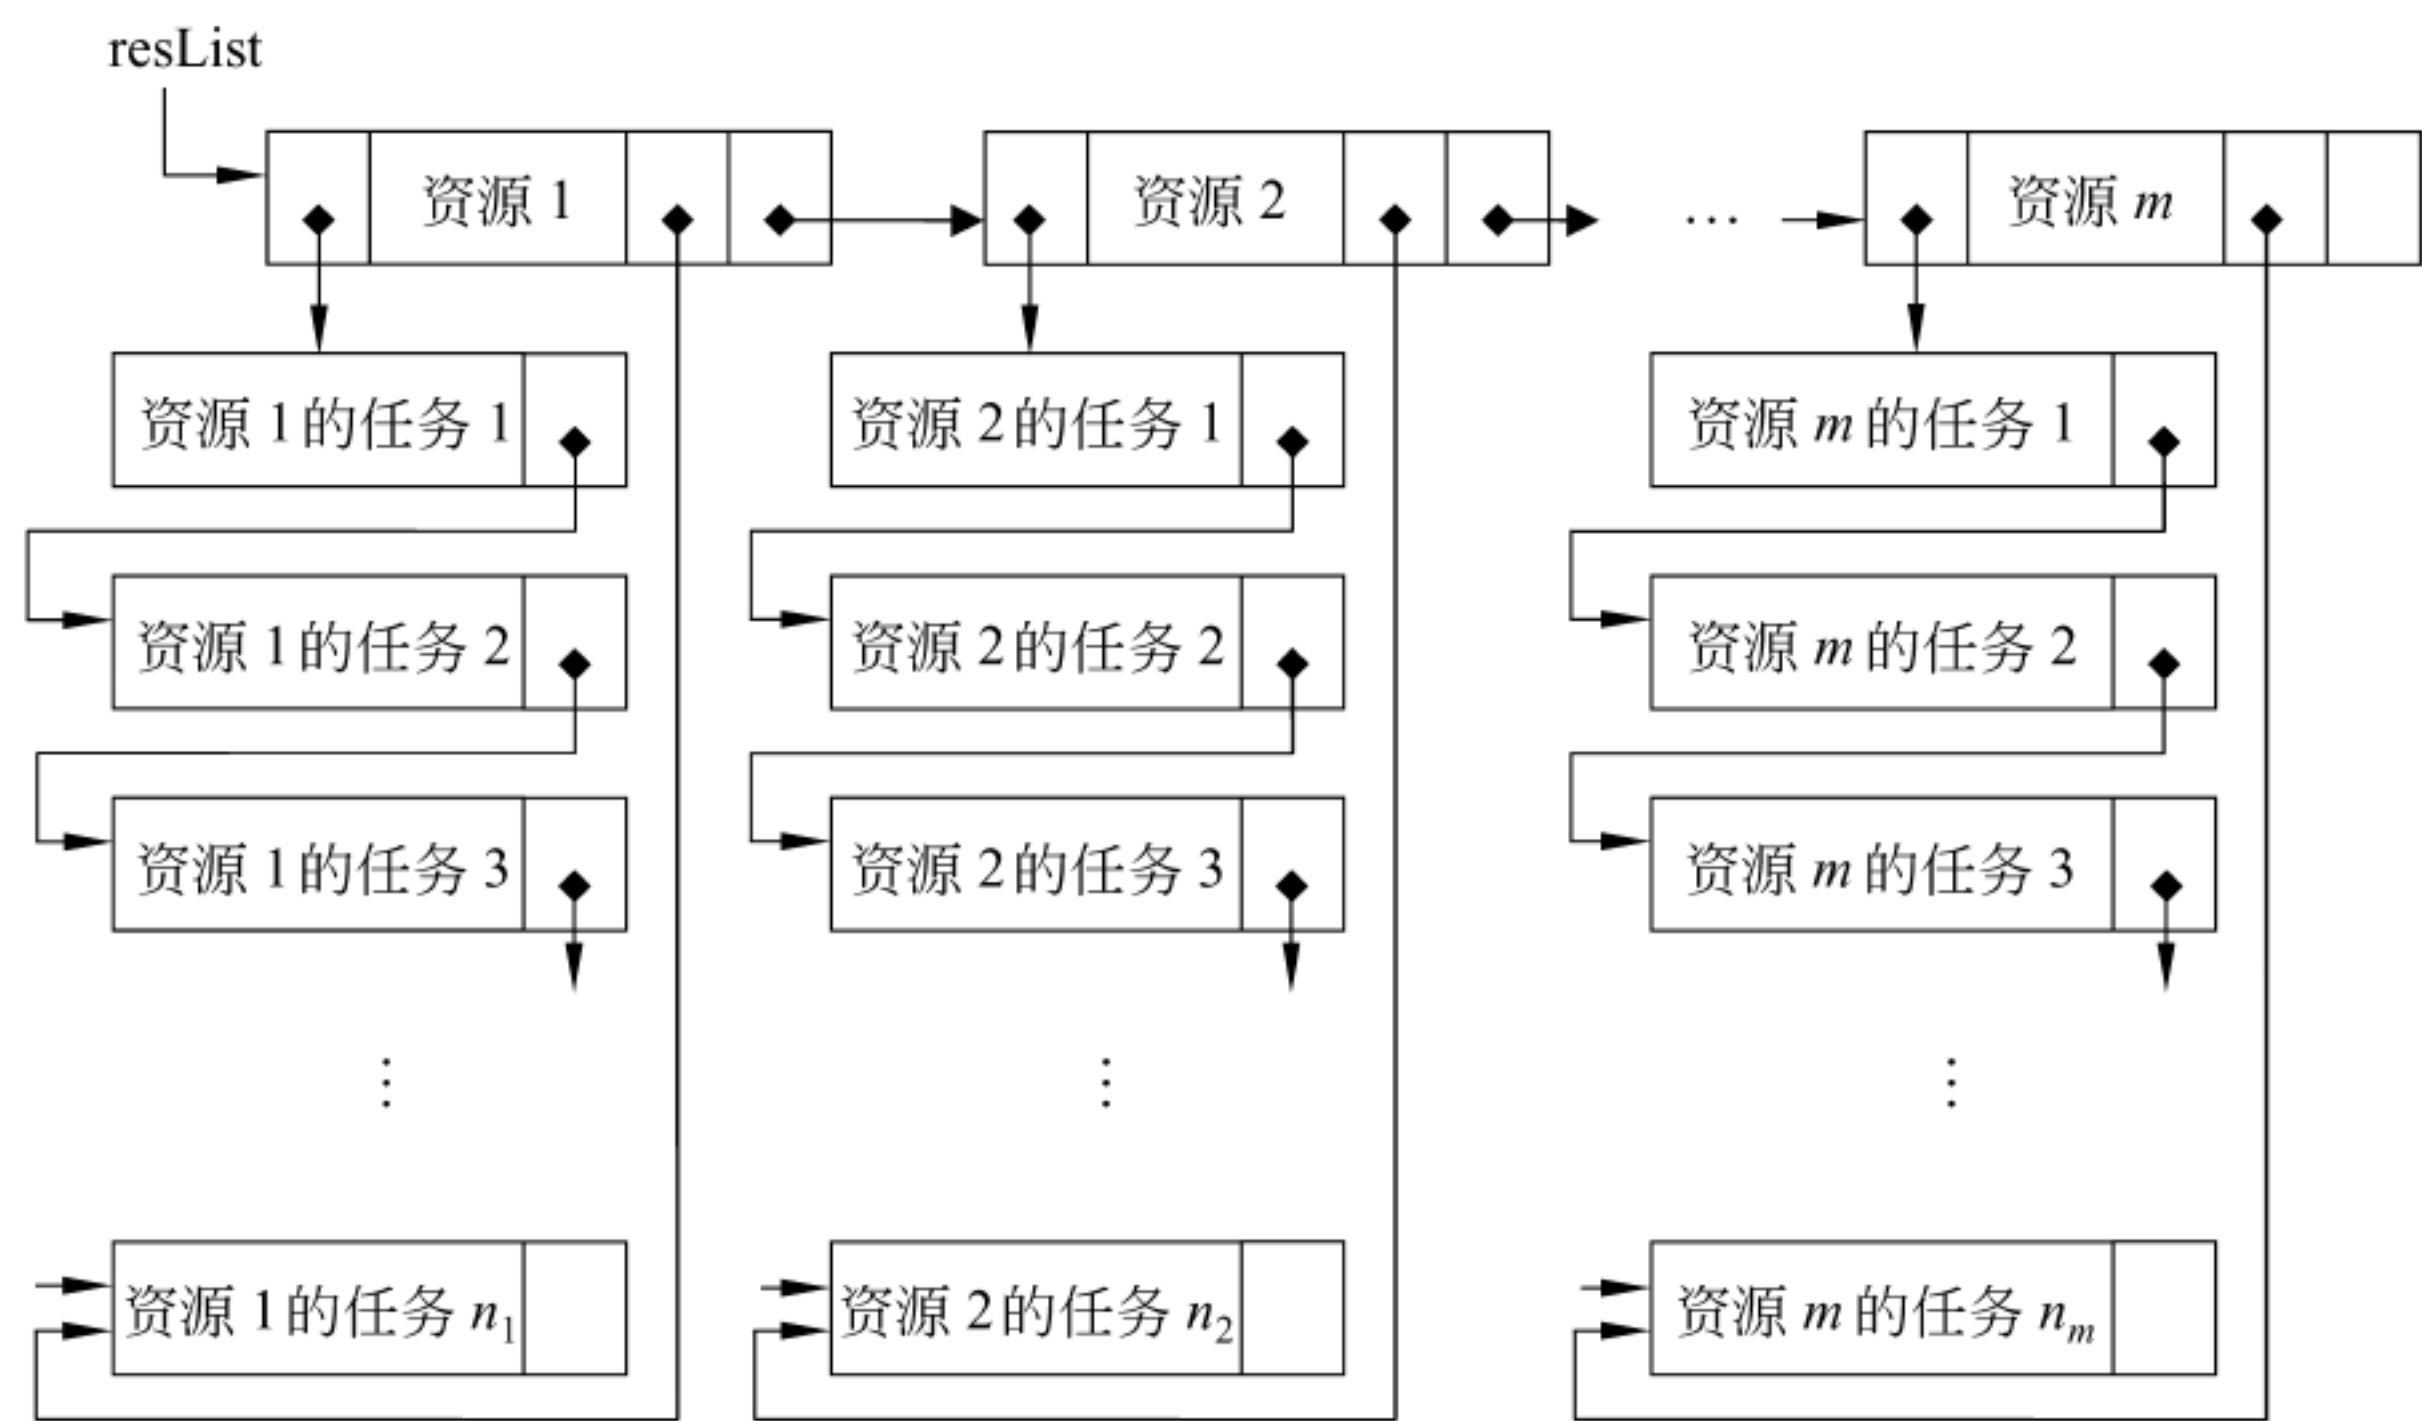 resList
资源 1 资源 2 … 资源 m
资源 1 的任务 1 资源 2 的任务 1 资源 m 的任务 1
资源 1 的任务 2 资源 2 的任务 2 资源 m 的任务 2
资源 1 的任务 3 资源 2 的任务 3 资源 m 的任务 3
⋮ ⋮ ⋮
资源 1 的任务 n₁ 资源 2 的任务 n₂ 资源 m 的任务 nₘ